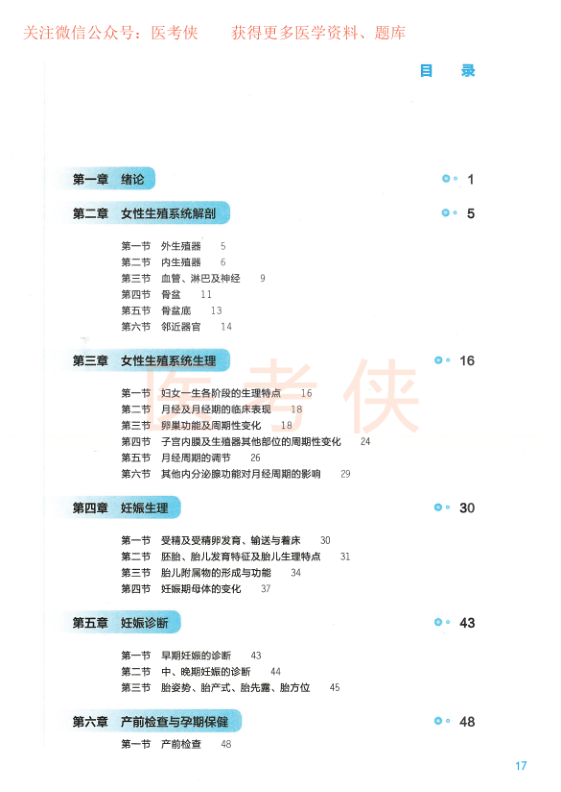 关注微信公众号：医考侠　　获得更多医学资料、题库
目　录
第一章　绪论　1
第二章　女性生殖系统解剖　5
第一节　外生殖器　5
第二节　内生殖器　6
第三节　血管、淋巴及神经　9
第四节　骨盆　11
第五节　骨盆底　13
第六节　邻近器官　14
第三章　女性生殖系统生理　16
医考侠
第一节　妇女一生各阶段的生理特点　16
第二节　月经及月经期的临床表现　18
第三节　卵巢功能及周期性变化　18
第四节　子宫内膜及生殖器其他部位的周期性变化　24
第五节　月经周期的调节　26
第六节　其他内分泌腺功能对月经周期的影响　29
第四章　妊娠生理　30
第一节　受精及受精卵发育、输送与着床　30
第二节　胚胎、胎儿发育特征及胎儿生理特点　31
第三节　胎儿附属物的形成与功能　34
第四节　妊娠期母体的变化　37
第五章　妊娠诊断　43
第一节　早期妊娠的诊断　43
第二节　中、晚期妊娠的诊断　44
第三节　胎姿势、胎产式、胎先露、胎方位　45
第六章　产前检查与孕期保健　48
第一节　产前检查　48
17